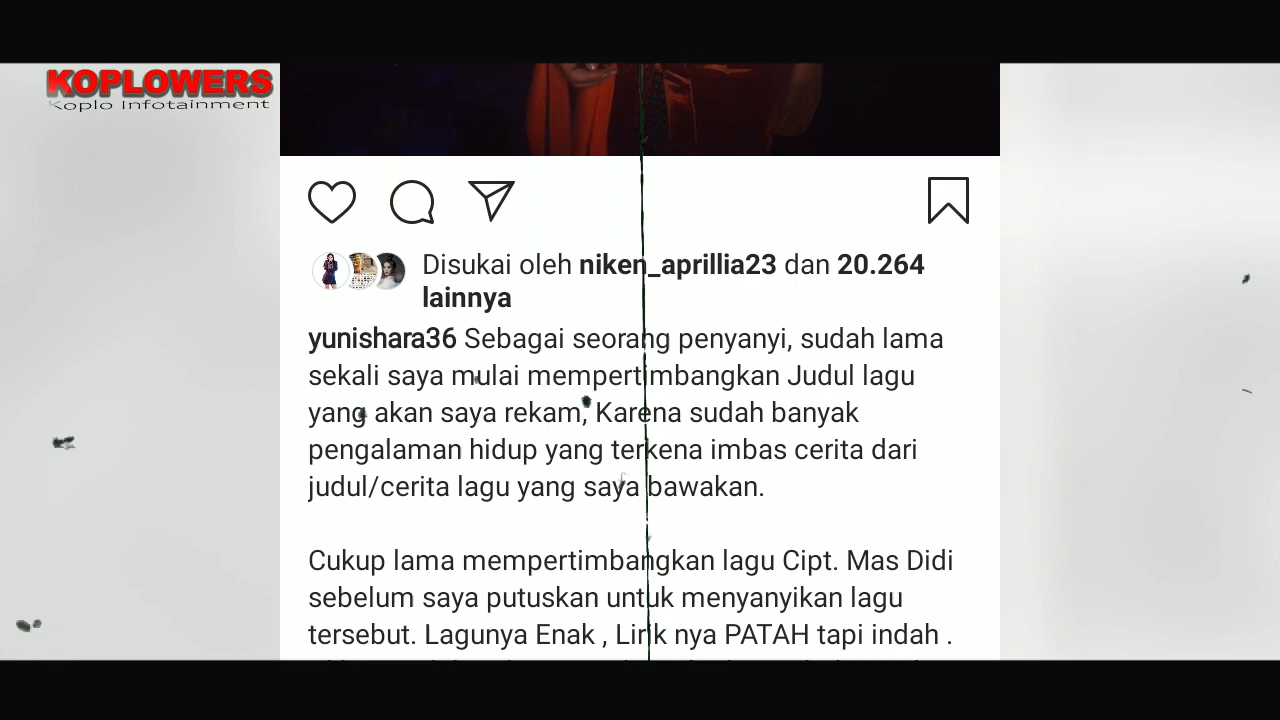 KOPLOWERS
Koplo Infotainment
Disukai oleh niken_aprillia23 dan 20.264
lainnya
yunishara36 Sebagai seorang penyanyi, sudah lama
sekali saya mulai mempertimbangkan Judul lagu
yang akan saya rekam, Karena sudah banyak
pengalaman hidup yang terkena imbas cerita dari
judul/cerita lagu yang saya bawakan.
Cukup lama mempertimbangkan lagu Cipt. Mas Didi
sebelum saya putuskan untuk menyanyikan lagu
tersebut. Lagunya Enak , Lirik nya PATAH tapi indah .